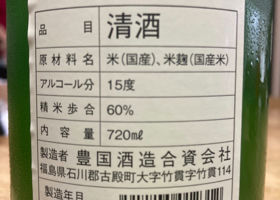 品目 清酒
原材料名 米(国産)、米麹(国産米)
アルコール分 15度
精米歩合 60%
内容量 720mℓ
製造者 豊国酒造合資会社
福島県石川郡古殿町大字竹貫字竹貫114
製造年月